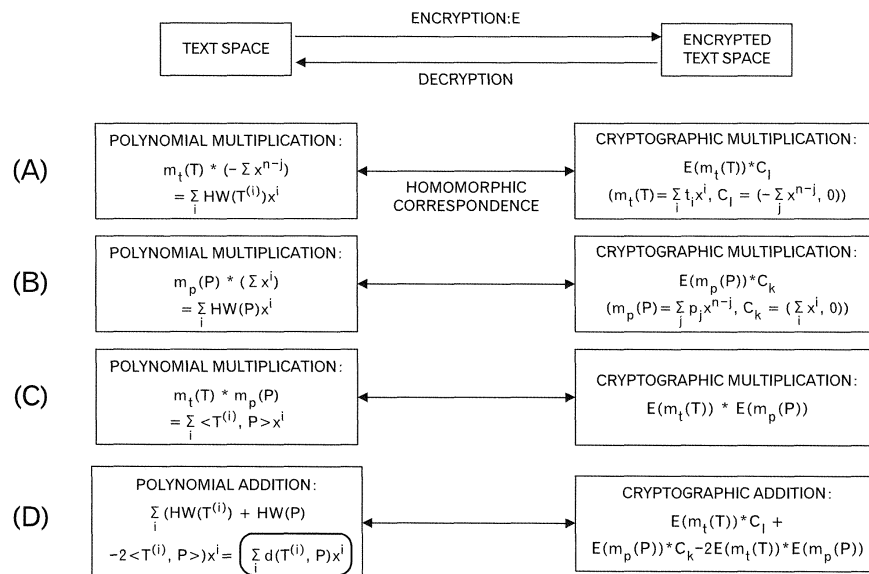 ENCRYPTION:E
TEXT SPACE
ENCRYPTED
TEXT SPACE
DECRYPTION
(A)
POLYNOMIAL MULTIPLICATION:
m_t(T) * (- Σ x^{n-j})
= Σ_i HW(T^{(i)})x^i
HOMOMORPHIC
CORRESPONDENCE
CRYPTOGRAPHIC MULTIPLICATION:
E(m_t(T))*C_l
(m_t(T)= Σ_i t_i x^i, C_l = (- Σ_j x^{n-j}, 0))
(B)
POLYNOMIAL MULTIPLICATION:
m_p(P) * (Σ x^i)
= Σ_i HW(P)x^i
CRYPTOGRAPHIC MULTIPLICATION:
E(m_p(P))*C_k
(m_p(P)= Σ_j p_j x^{n-j}, C_k = (Σ_i x^i, 0))
(C)
POLYNOMIAL MULTIPLICATION:
m_t(T) * m_p(P)
= Σ_i <T^{(i)}, P>x^i
CRYPTOGRAPHIC MULTIPLICATION:
E(m_t(T)) * E(m_p(P))
(D)
POLYNOMIAL ADDITION:
Σ_i (HW(T^{(i)}) + HW(P)
-2<T^{(i)}, P>)x^i= Σ_i d(T^{(i)}, P)x^i
CRYPTOGRAPHIC ADDITION:
E(m_t(T))*C_l +
E(m_p(P))*C_k-2E(m_t(T))*E(m_p(P))